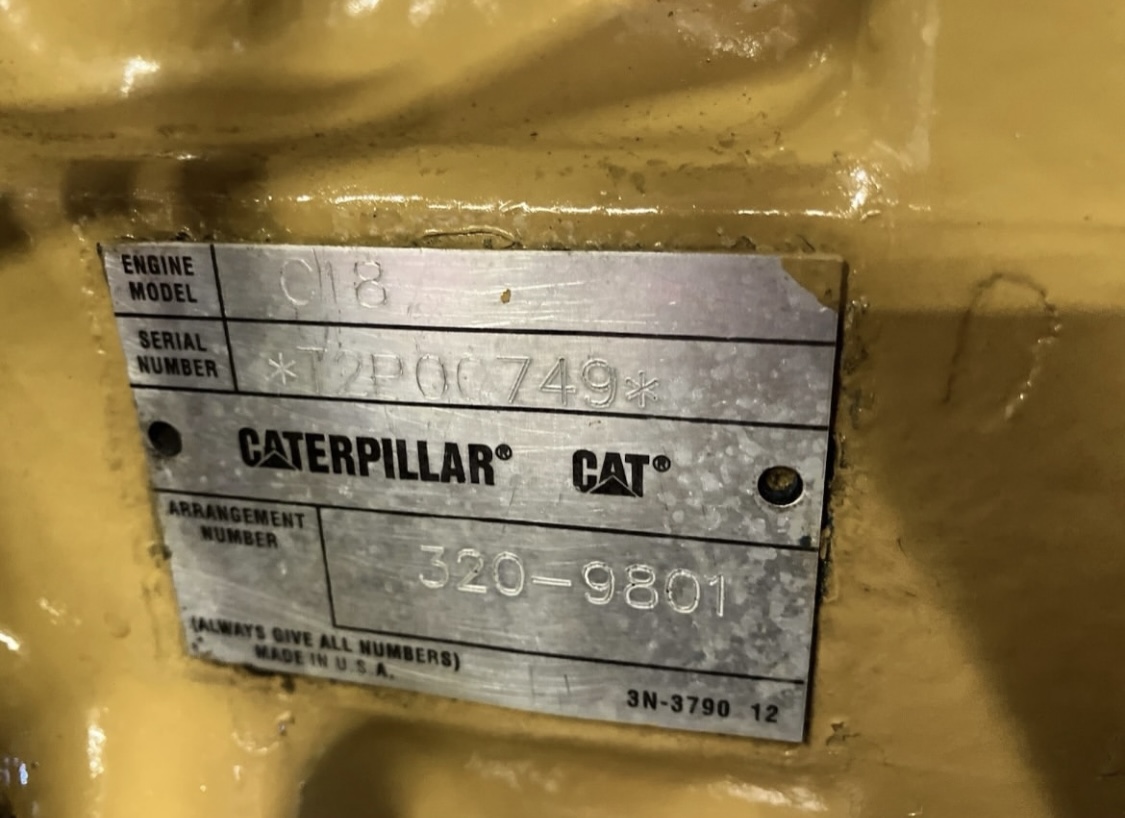 ENGINE MODEL C18
SERIAL NUMBER *T2P00749*
CATERPILLAR® CAT®
ARRANGEMENT NUMBER 320-9801
(ALWAYS GIVE ALL NUMBERS)
MADE IN U.S.A.
3N-3790 12